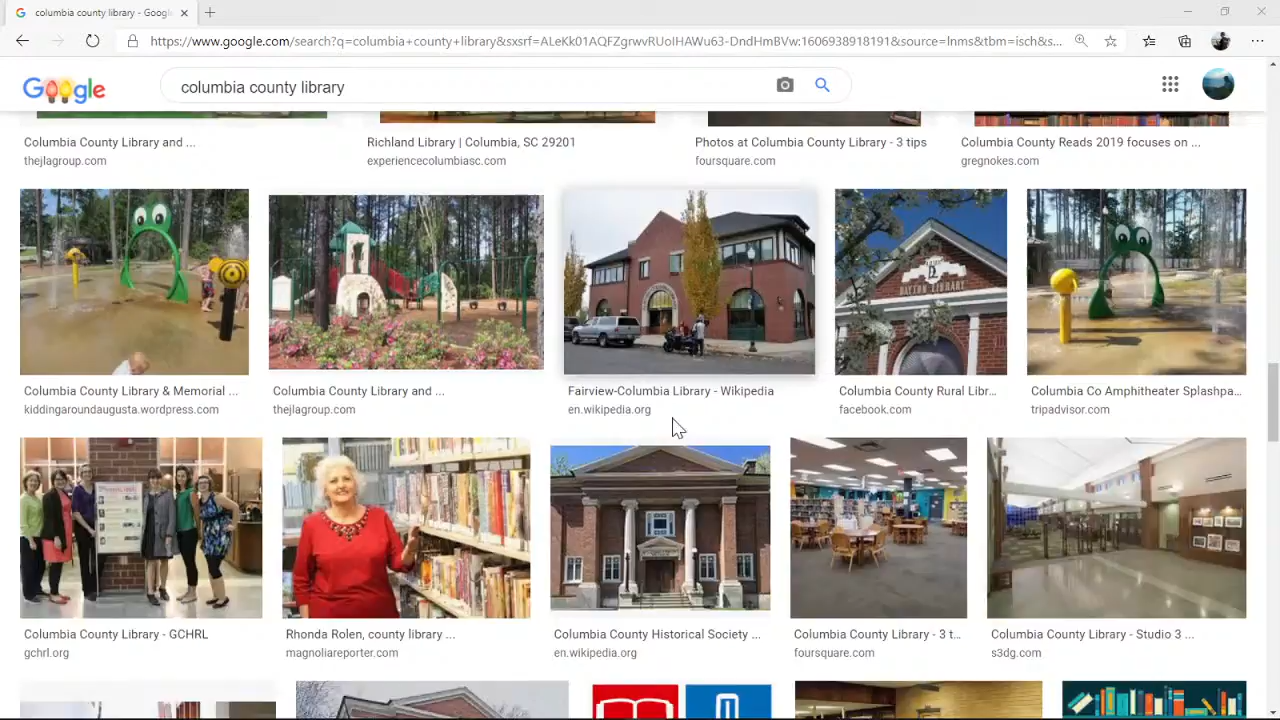 columbia county library - Googl
https://www.google.com/search?q=columbia+county+library&sxsrf=ALeKk01AQFZgrwvRUoIHAWu63-DndHmBVw:1606938918191&source=lnms&tbm=isch&s...
Google
columbia county library
Columbia County Library and ...
Richland Library | Columbia, SC 29201
Photos at Columbia County Library - 3 tips
Columbia County Reads 2019 focuses on ...
thejlagroup.com
experiencecolumbiasc.com
foursquare.com
gregnokes.com
DAYTON LIBRARY
Columbia County Library & Memorial ...
Columbia County Library and ...
Fairview-Columbia Library - Wikipedia
Columbia County Rural Libr...
Columbia Co Amphitheater Splashpa...
kiddingaroundaugusta.wordpress.com
thejlagroup.com
en.wikipedia.org
facebook.com
tripadvisor.com
Columbia County Library - GCHRL
Rhonda Rolen, county library ...
Columbia County Historical Society ...
Columbia County Library - 3 t...
Columbia County Library - Studio 3 ...
gchrl.org
magnoliareporter.com
en.wikipedia.org
foursquare.com
s3dg.com